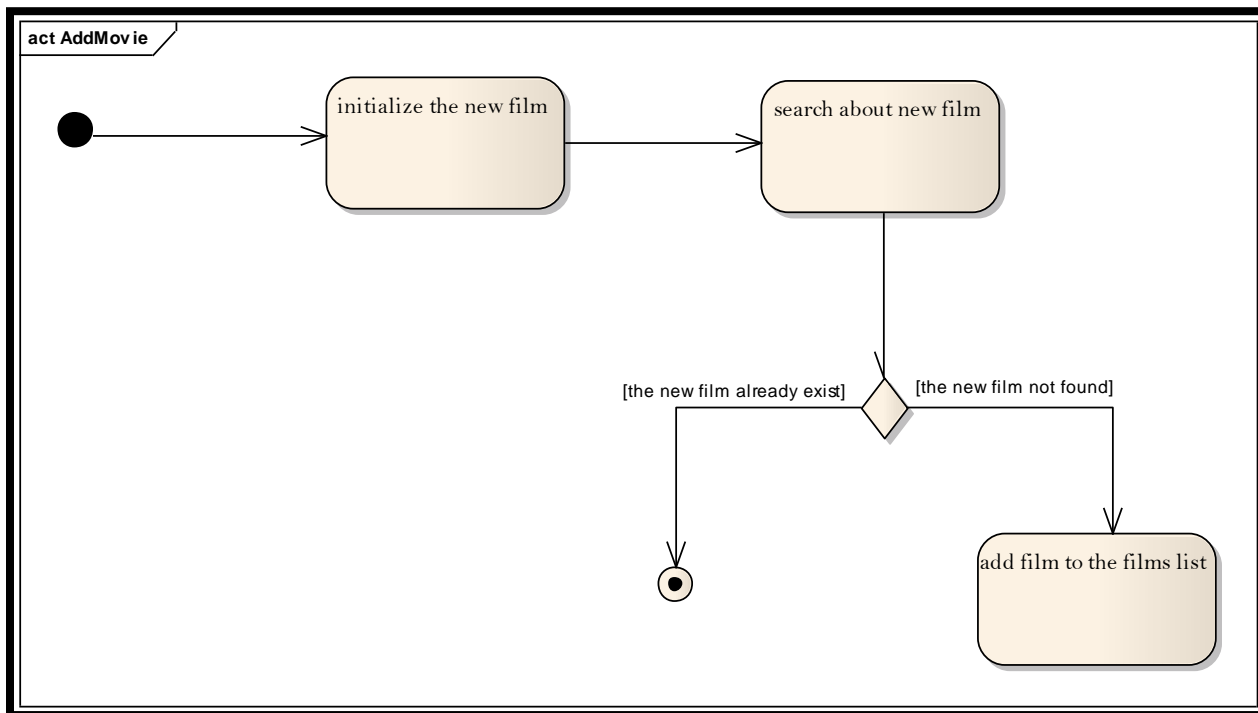 act AddMovie
initialize the new film
search about new film
[the new film already exist]
[the new film not found]
add film to the films list